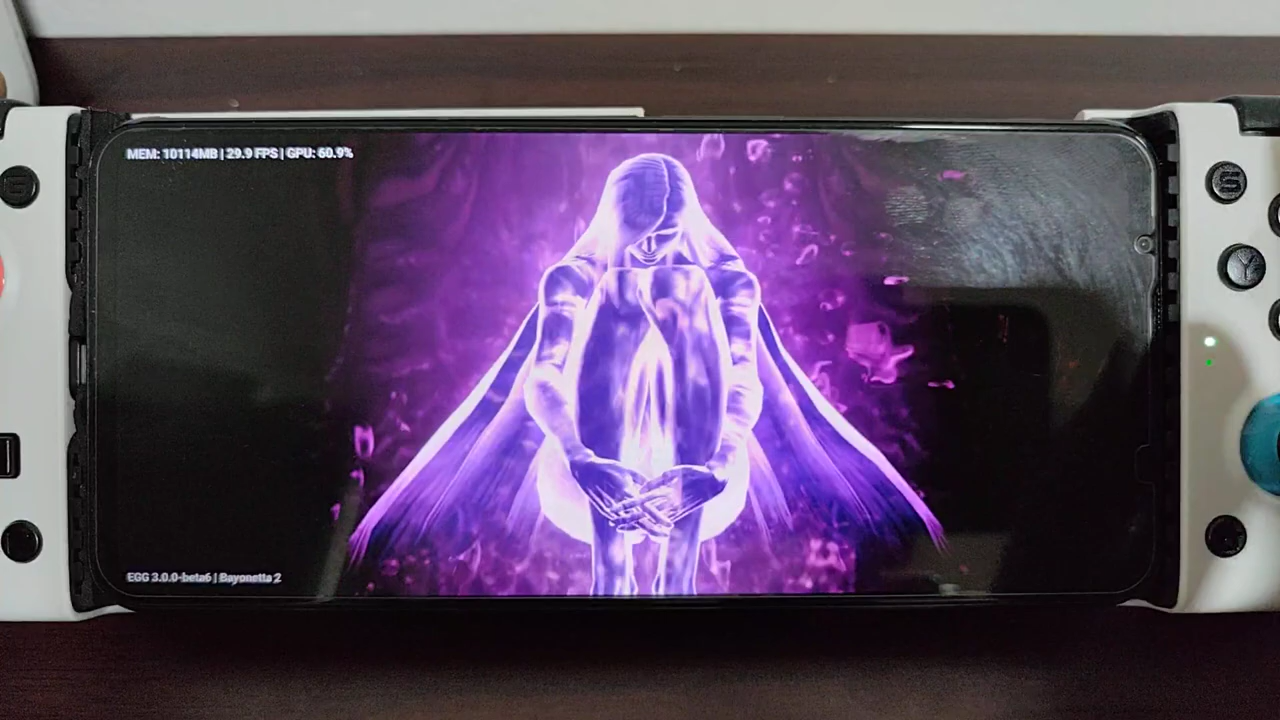 MEM: 10114MB | 29.9 FPS | GPU: 60.9%
Y
EGG 3.0.0-beta6 | Bayonetta 2